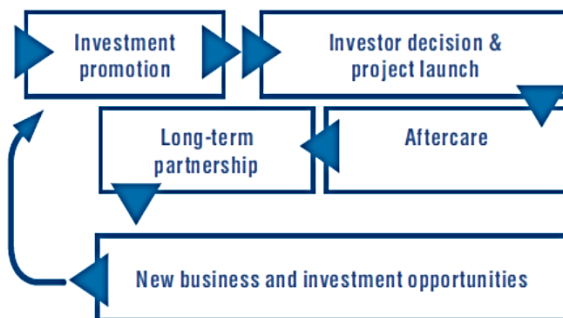 Investment
promotion
Investor decision &
project launch
Long-term
partnership
Aftercare
New business and investment opportunities